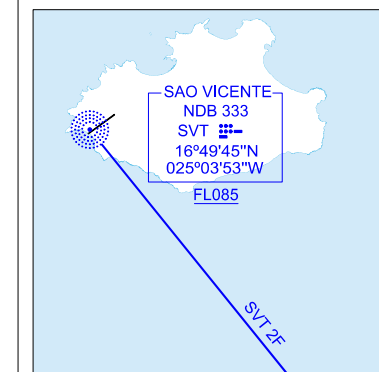 SAO VICENTE
NDB 333
SVT
16º49'45"N
025º03'53"W
FL085
SVT 2F